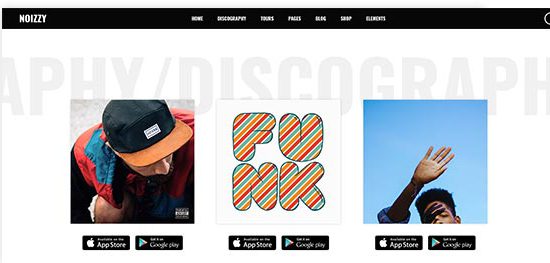 NOIZZY HOME DISCOGRAPHY TOURS PAGES BLOG SHOP ELEMENTS
APHY/DISCOGRAPH
FU
NK
Available on the App Store Get it on Google play Available on the App Store Get it on Google play Available on the App Store Get it on Google play